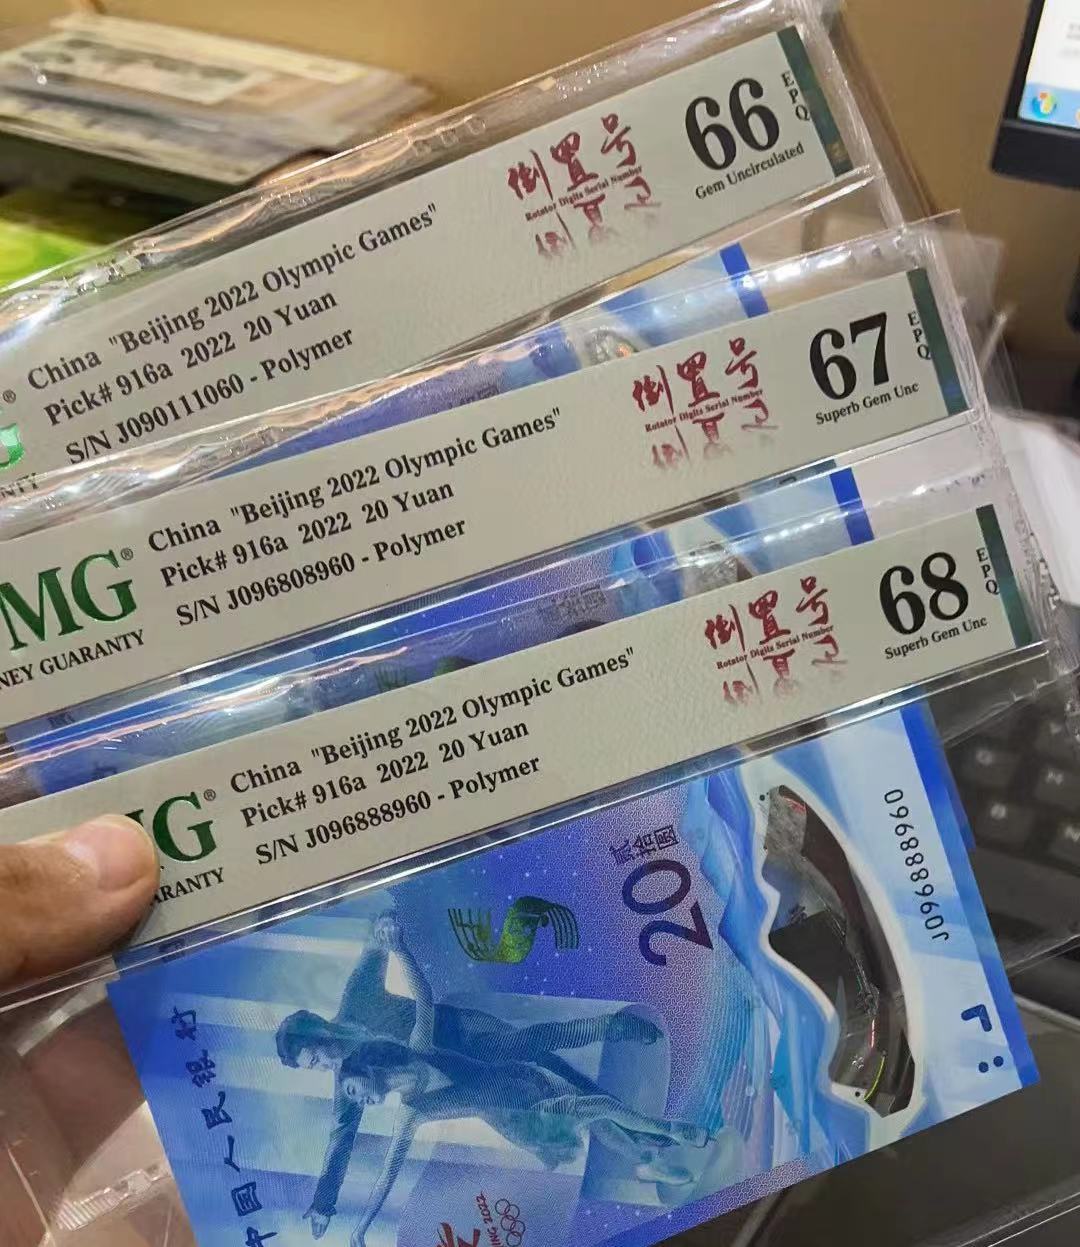 China "Beijing 2022 Olympic Games"
Pick# 916a 2022 20 Yuan
S/N J090111060 - Polymer
倒置号
Rotator Digits Serial Number
66
EPQ
Gem Uncirculated
MG®
NEY GUARANTY
China "Beijing 2022 Olympic Games"
Pick# 916a 2022 20 Yuan
S/N J096808960 - Polymer
倒置号
Rotator Digits Serial Number
67
EPQ
Superb Gem Unc
G®
ARANTY
China "Beijing 2022 Olympic Games"
Pick# 916a 2022 20 Yuan
S/N J096888960 - Polymer
倒置号
Rotator Digits Serial Number
68
EPQ
Superb Gem Unc
中国人民银行
20
贰拾圆
J096888960
ING 2022